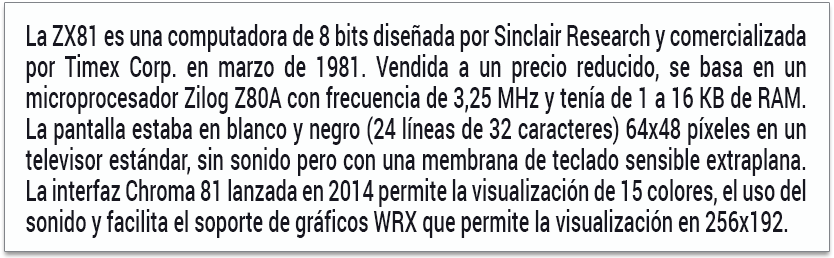 La ZX81 es una computadora de 8 bits diseñada por Sinclair Research y comercializada
por Timex Corp. en marzo de 1981. Vendida a un precio reducido, se basa en un
microprocesador Zilog Z80A con frecuencia de 3,25 MHz y tenía de 1 a 16 KB de RAM.
La pantalla estaba en blanco y negro (24 líneas de 32 caracteres) 64x48 píxeles en un
televisor estándar, sin sonido pero con una membrana de teclado sensible extraplana.
La interfaz Chroma 81 lanzada en 2014 permite la visualización de 15 colores, el uso del
sonido y facilita el soporte de gráficos WRX que permite la visualización en 256x192.